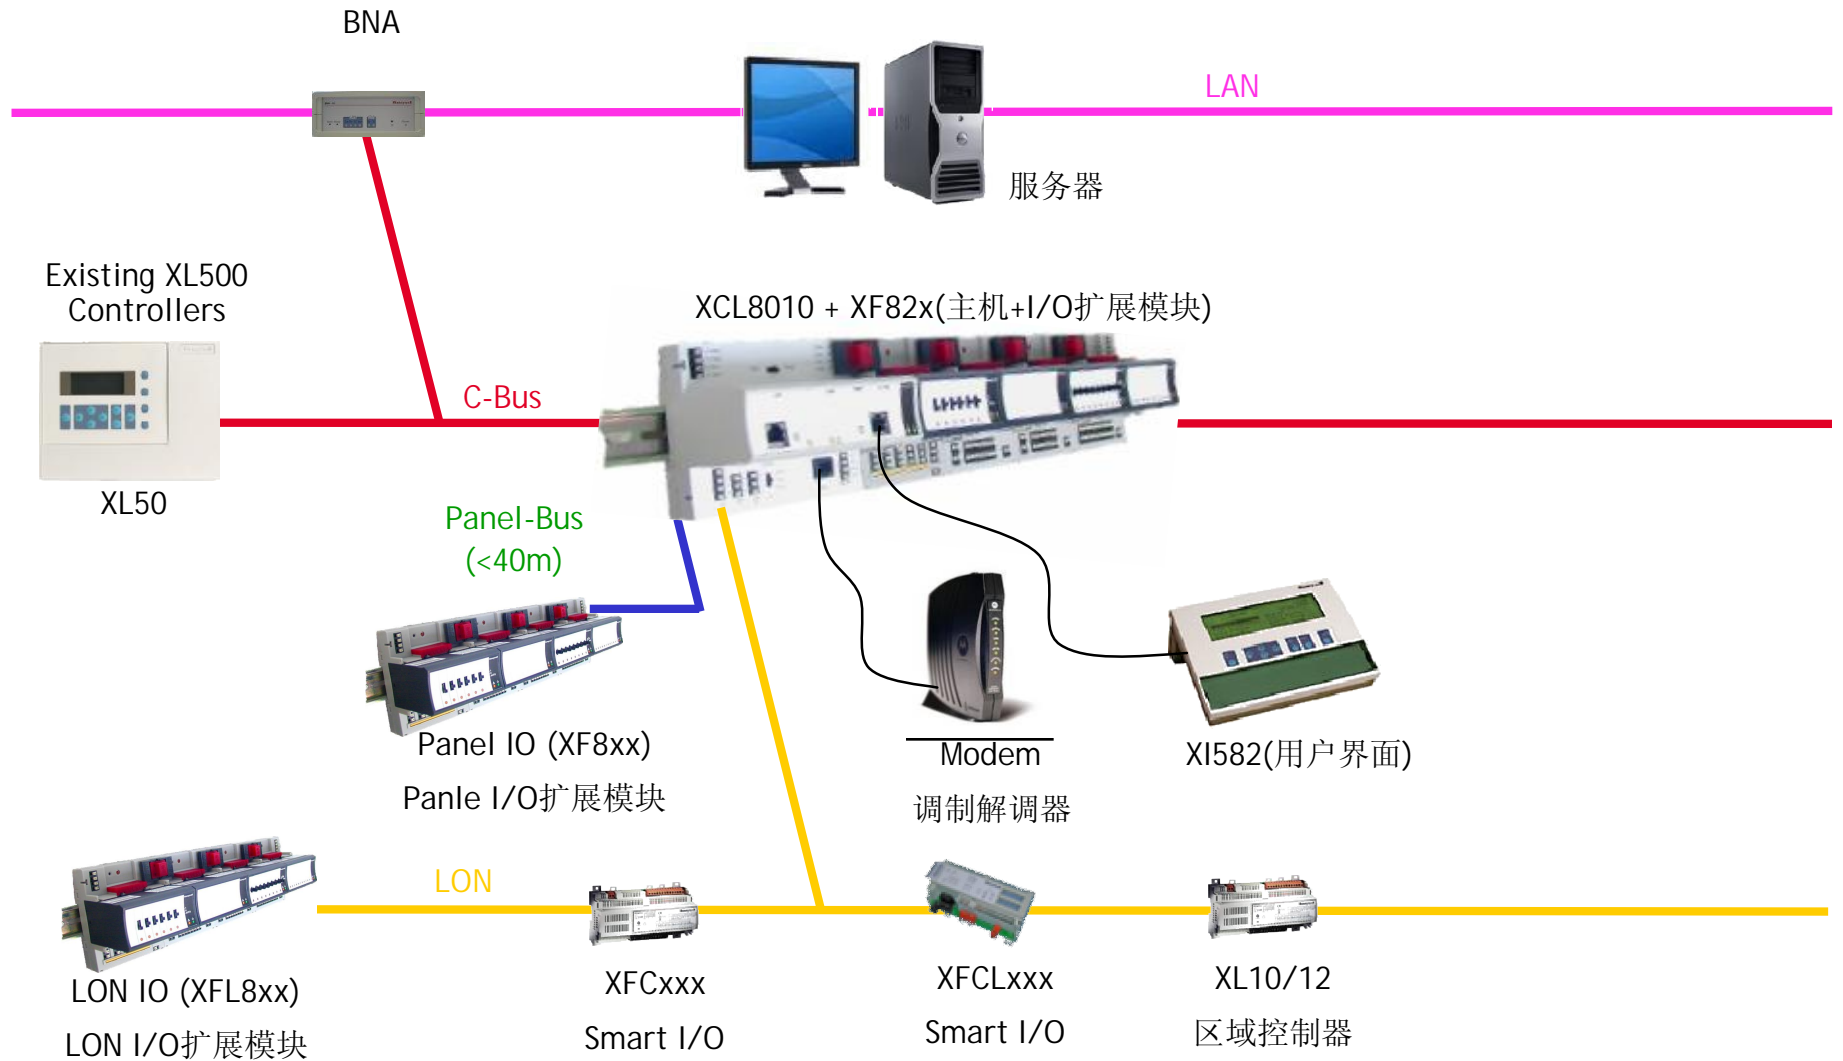 BNA
LAN
服务器
Existing XL500
Controllers
XCL8010 + XF82x(主机+I/O扩展模块)
C-Bus
XL50
Panel-Bus
(<40m)
Panel IO (XF8xx)
Panle I/O扩展模块
Modem
调制解调器
XI582(用户界面)
LON
LON IO (XFL8xx)
LON I/O扩展模块
XFCxxx
Smart I/O
XFCLxxx
Smart I/O
XL10/12
区域控制器